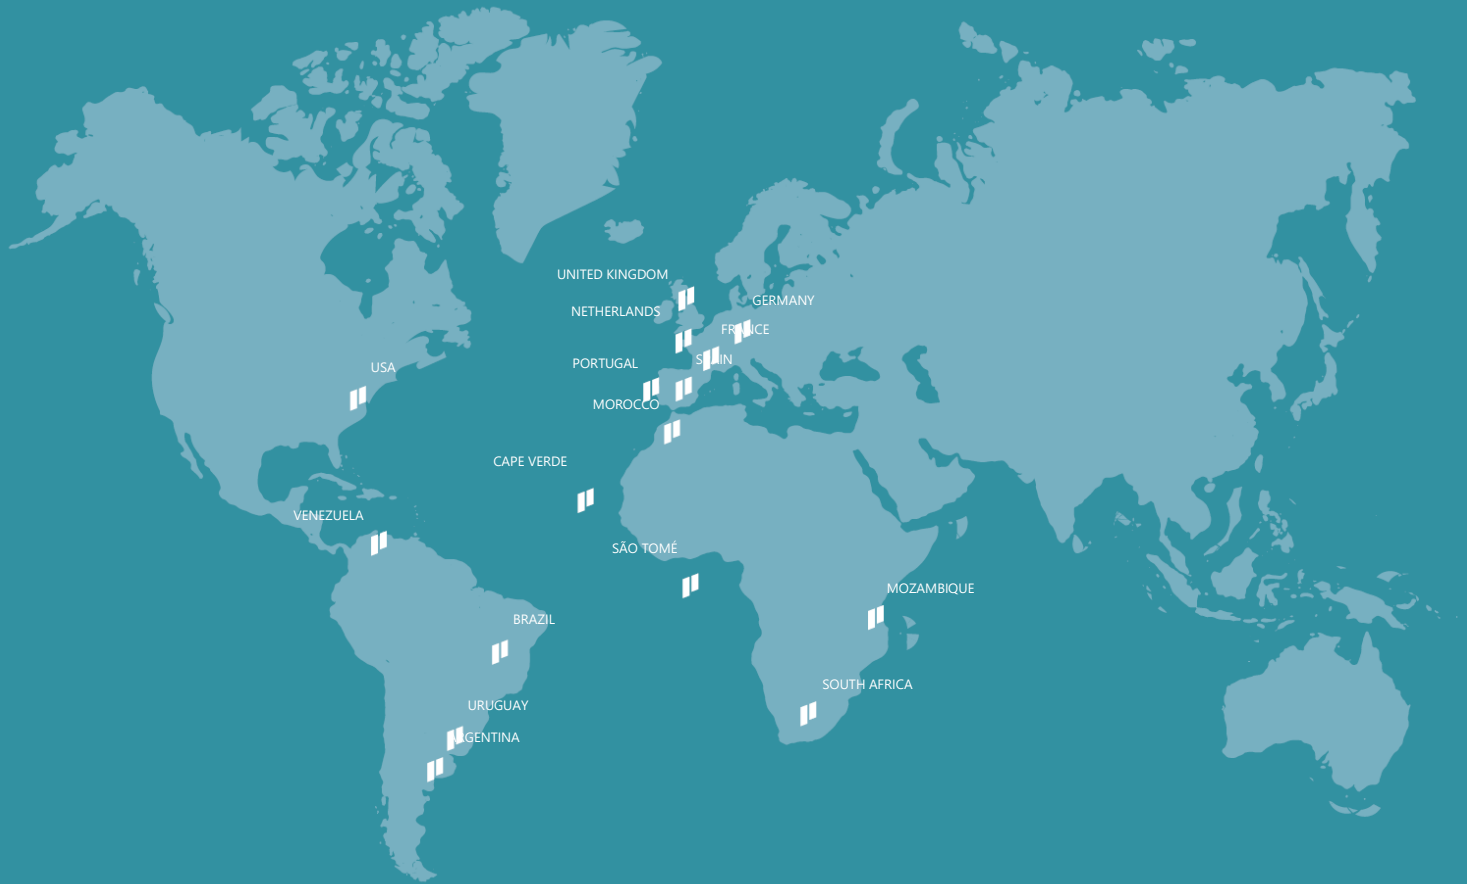 UNITED KINGDOM
GERMANY
NETHERLANDS
FRANCE
SPAIN
PORTUGAL
USA
MOROCCO
CAPE VERDE
VENEZUELA
SÃO TOMÉ
MOZAMBIQUE
BRAZIL
SOUTH AFRICA
URUGUAY
ARGENTINA